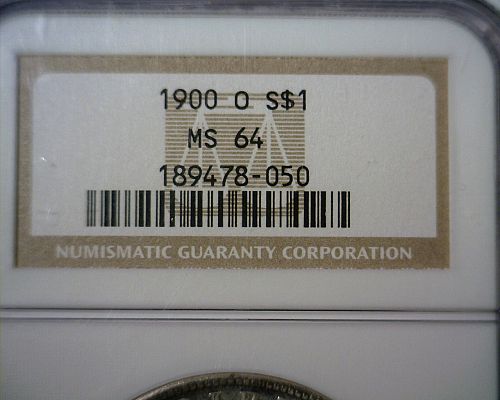 1900 O S$1
MS 64
189478-050
NUMISMATIC GUARANTY CORPORATION